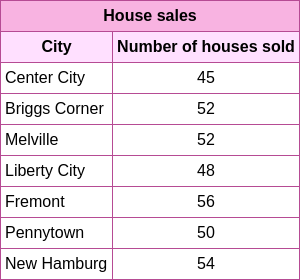 House sales
City Number of houses sold
Center City 45
Briggs Corner 52
Melville 52
Liberty City 48
Fremont 56
Pennytown 50
New Hamburg 54